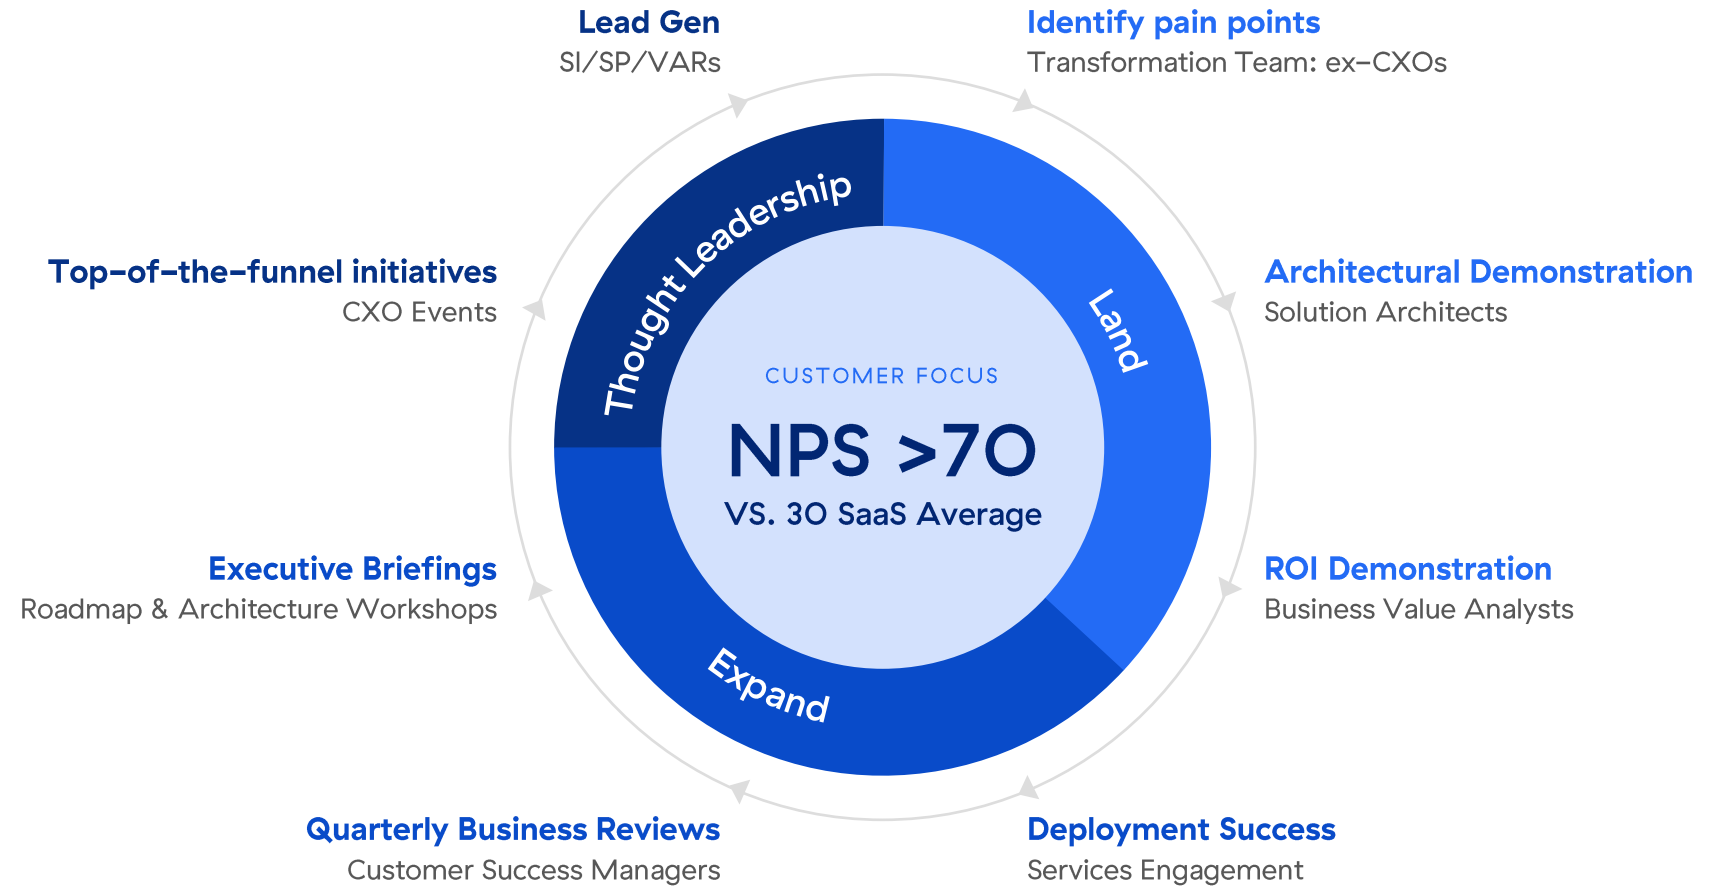 Lead Gen
SI/SP/VARs
Identify pain points
Transformation Team: ex-CXOs
Top-of-the-funnel initiatives
CXO Events
Architectural Demonstration
Solution Architects
Thought Leadership
Land
CUSTOMER FOCUS
NPS >70
VS. 30 SaaS Average
Executive Briefings
Roadmap & Architecture Workshops
ROI Demonstration
Business Value Analysts
Expand
Quarterly Business Reviews
Customer Success Managers
Deployment Success
Services Engagement